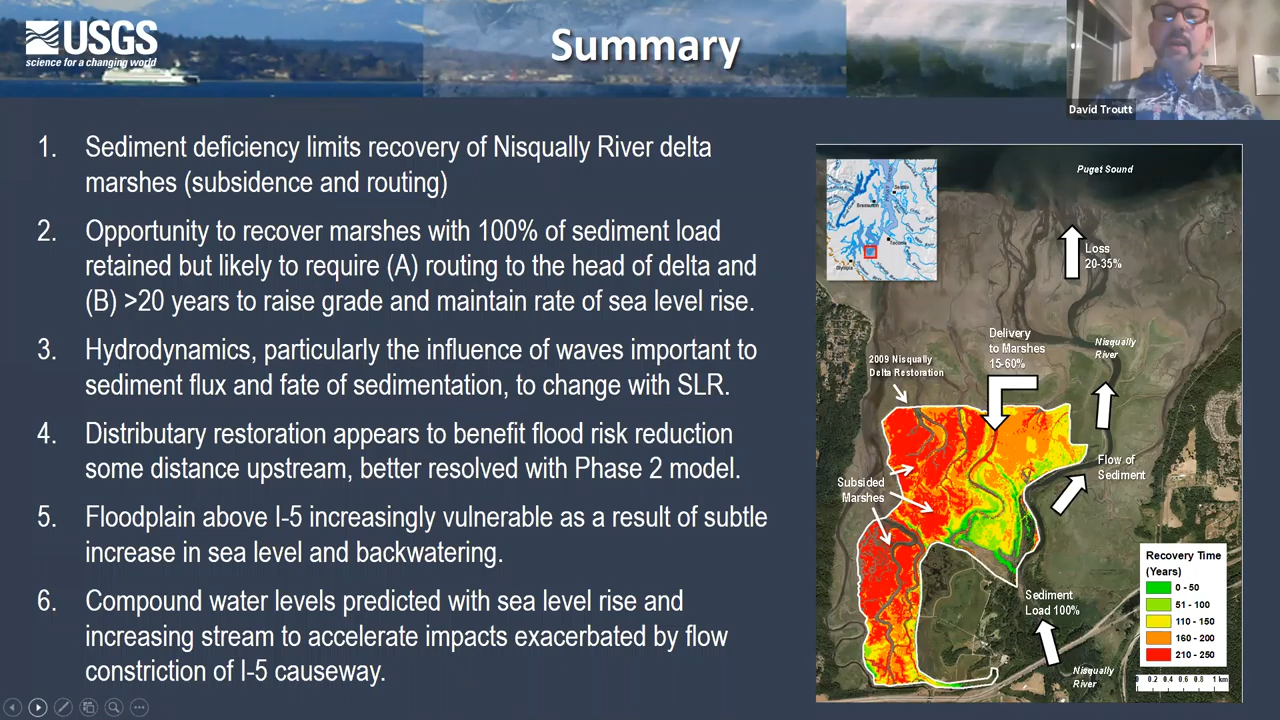 USGS
science for a changing world
Summary
David Troutt
1. Sediment deficiency limits recovery of Nisqually River delta
marshes (subsidence and routing)
2. Opportunity to recover marshes with 100% of sediment load
retained but likely to require (A) routing to the head of delta and
(B) >20 years to raise grade and maintain rate of sea level rise.
3. Hydrodynamics, particularly the influence of waves important to
sediment flux and fate of sedimentation, to change with SLR.
4. Distributary restoration appears to benefit flood risk reduction
some distance upstream, better resolved with Phase 2 model.
5. Floodplain above I-5 increasingly vulnerable as a result of subtle
increase in sea level and backwatering.
6. Compound water levels predicted with sea level rise and
increasing stream to accelerate impacts exacerbated by flow
constriction of I-5 causeway.
Puget Sound
Seattle
Bremerton
Tacoma
Olympia
Loss
20-35%
Delivery
to Marshes
15-60%
Nisqually
River
2009 Nisqually
Delta Restoration
Flow of
Sediment
Subsided
Marshes
Sediment
Load 100%
Nisqually
River
Recovery Time
(Years)
0 - 50
51 - 100
110 - 150
160 - 200
210 - 250
0 0.2 0.4 0.6 0.8 1 km